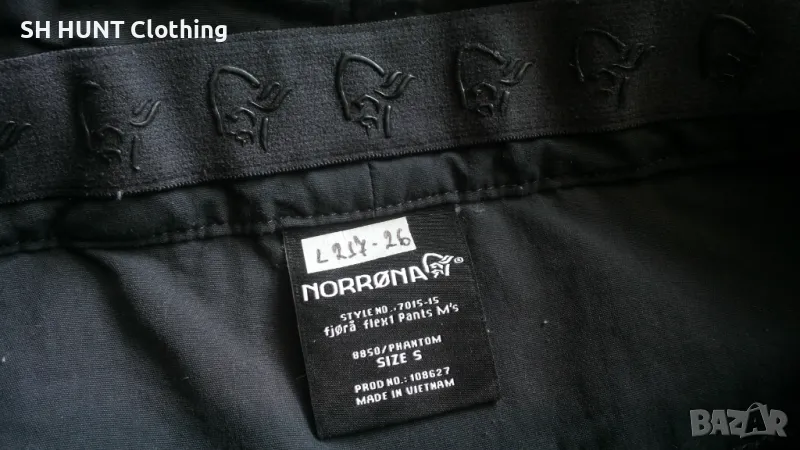 SH HUNT Clothing
L 217-26
NORRØNA®
STYLE NO.:7015-15
fjørå flex1 Pants M's
8850/PHANTOM
SIZE S
PROD NO.: 108627
MADE IN VIETNAM
BAZAR